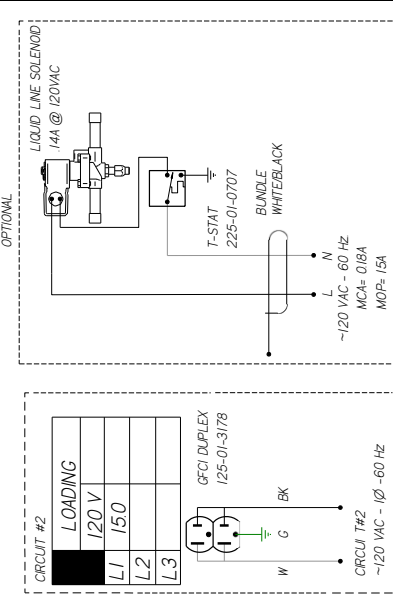 OPTIONAL
LIQUID LINE SOLENOID
.14A @ 120VAC
T-STAT
225-01-0707
BUNDLE
WHITE/BLACK
L N
~120 VAC - 60 Hz
MCA= 0.18A
MOP= 15A
CIRCUIT #2
LOADING
120 V
L1 15.0
L2
L3
GFCI DUPLEX
125-01-3178
W G BK
CIRCUI T#2
~120 VAC - 1Ø -60 Hz